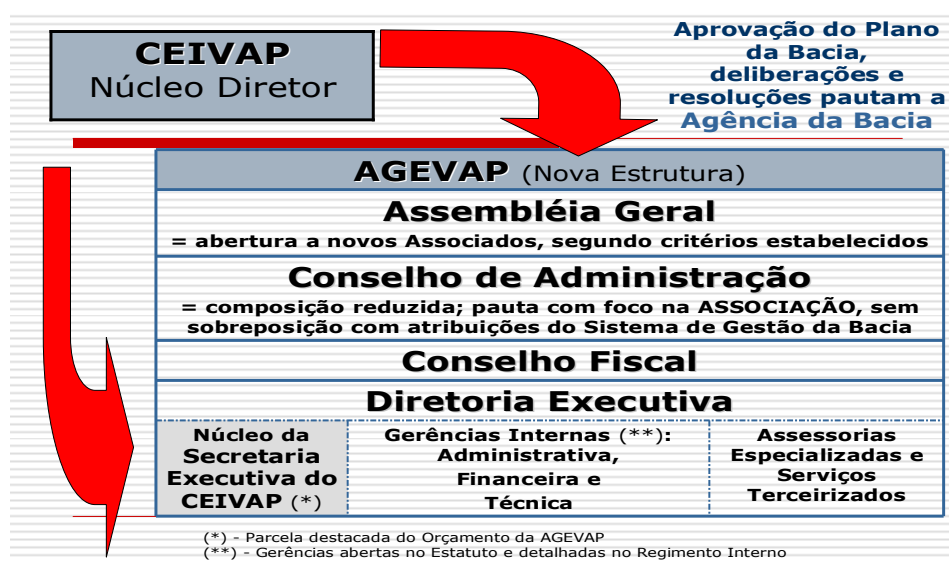 CEIVAP
Núcleo Diretor
Aprovação do Plano
da Bacia,
deliberações e
resoluções pautam a
Agência da Bacia
AGEVAP (Nova Estrutura)
Assembléia Geral
= abertura a novos Associados, segundo critérios estabelecidos
Conselho de Administração
= composição reduzida; pauta com foco na ASSOCIAÇÃO, sem
sobreposição com atribuições do Sistema de Gestão da Bacia
Conselho Fiscal
Diretoria Executiva
Núcleo da
Secretaria
Executiva do
CEIVAP (*)
Gerências Internas (**):
Administrativa,
Financeira e
Técnica
Assessorias
Especializadas e
Serviços
Terceirizados
(*) - Parcela destacada do Orçamento da AGEVAP
(**) - Gerências abertas no Estatuto e detalhadas no Regimento Interno